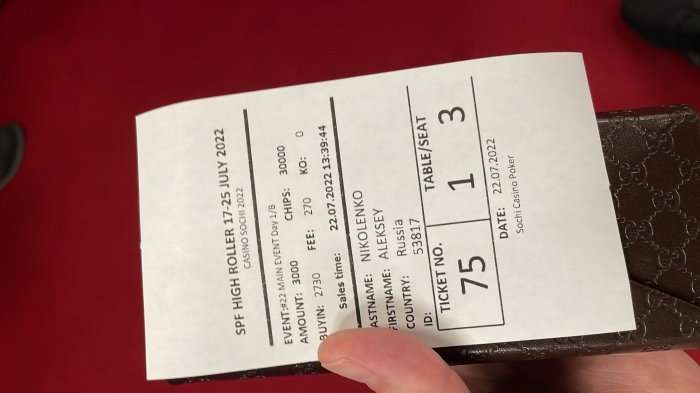 SPF HIGH ROLLER 17-25 JULY 2022
CASINO SOCHI 2022
EVENT:#22 MAIN EVENT Day 1/B
AMOUNT: 3000 CHIPS: 30000
BUYIN: 2730 FEE: 270 KO: 0
Sales time: 22.07.2022 13:39:44
ASTNAME: NIKOLENKO
FIRSTNAME: ALEKSEY
COUNTRY: Russia
ID: 53817
TICKET NO. TABLE/SEAT
75 1 3
DATE: 22.07.2022
Sochi Casino Poker